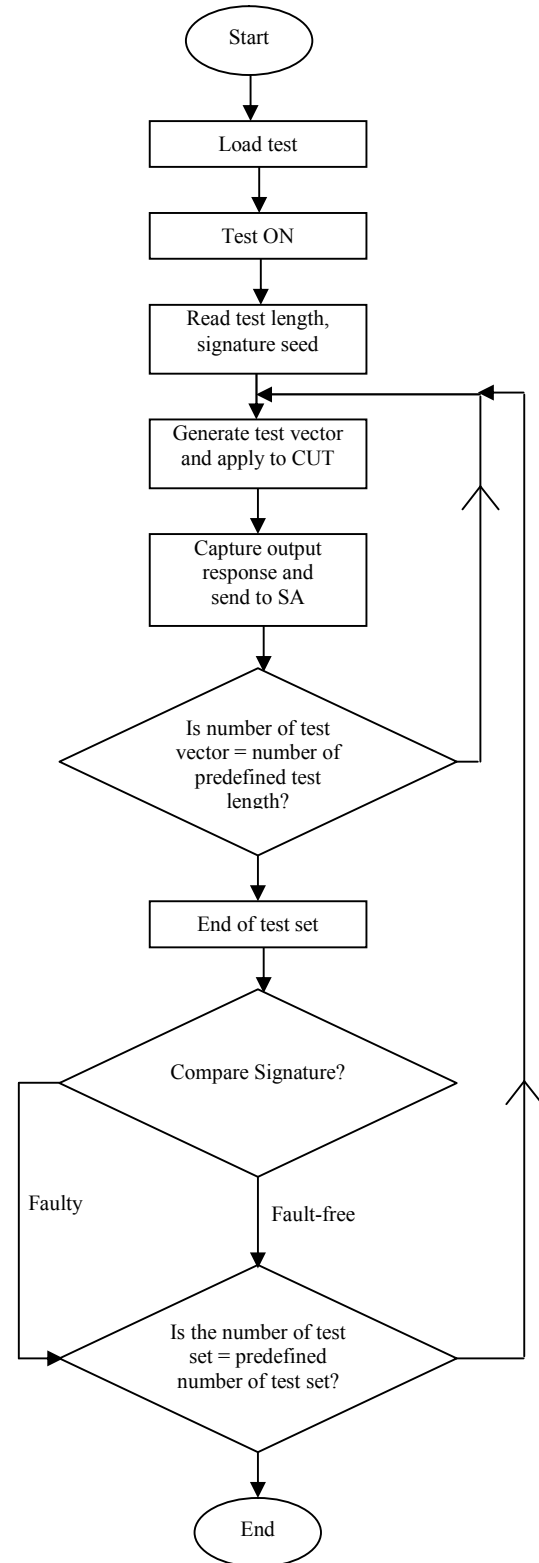 Start
Load test
Test ON
Read test length,
signature seed
Generate test vector
and apply to CUT
Capture output
response and
send to SA
Is number of test
vector = number of
predefined test
length?
End of test set
Compare Signature?
Faulty
Fault-free
Is the number of test
set = predefined
number of test set?
End